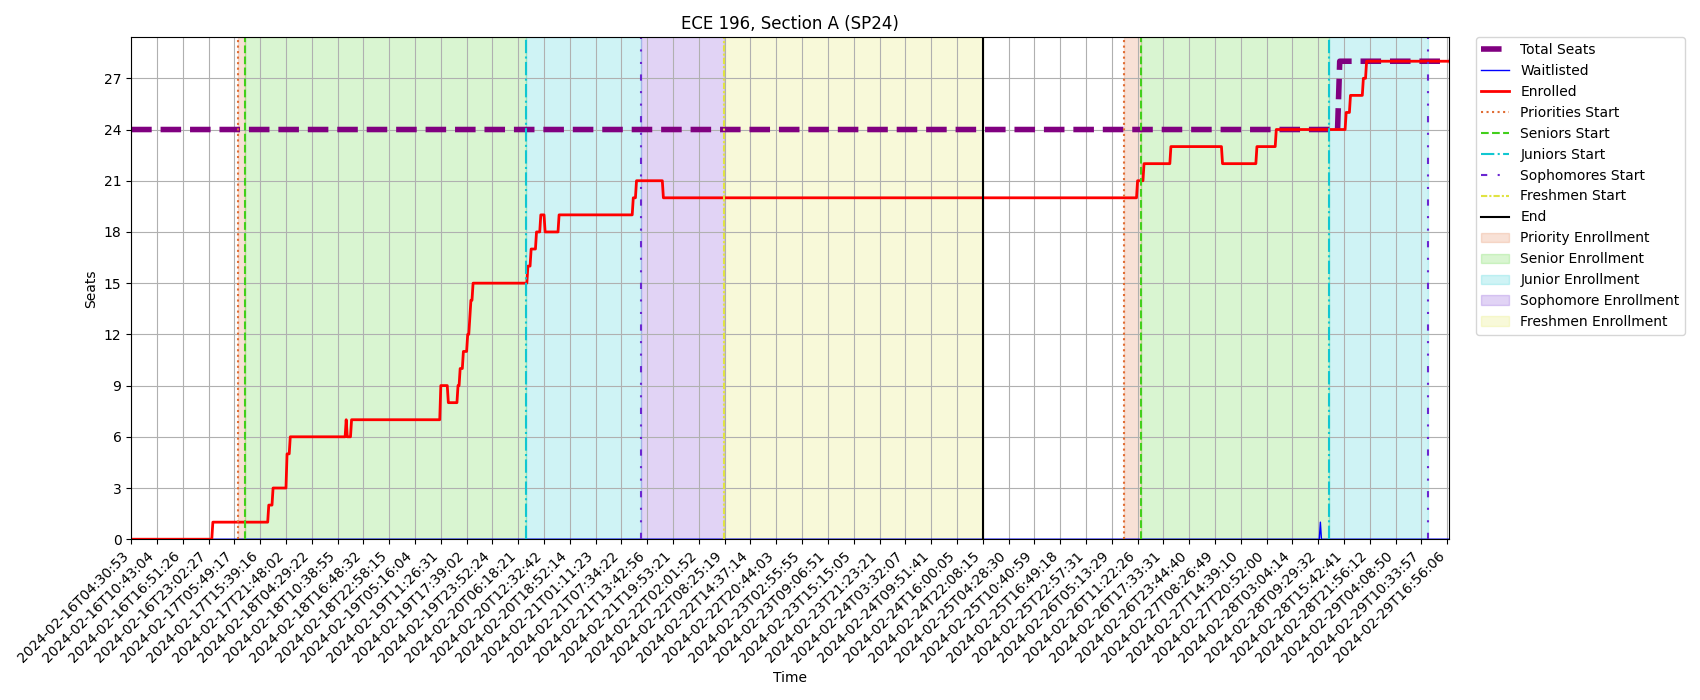 ECE 196, Section A (SP24)
Seats
27
24
21
18
15
12
9
6
3
0
2024-02-16T04:30:53
2024-02-16T10:43:04
2024-02-16T16:51:26
2024-02-16T23:02:27
2024-02-17T05:49:17
2024-02-17T15:39:16
2024-02-17T21:48:02
2024-02-18T04:29:22
2024-02-18T10:38:55
2024-02-18T16:48:32
2024-02-18T22:58:15
2024-02-19T05:16:04
2024-02-19T11:26:31
2024-02-19T17:39:02
2024-02-19T23:52:24
2024-02-20T06:18:21
2024-02-20T12:32:42
2024-02-20T18:52:14
2024-02-21T01:11:23
2024-02-21T07:34:22
2024-02-21T13:42:56
2024-02-21T19:53:21
2024-02-22T02:01:52
2024-02-22T08:25:19
2024-02-22T14:37:14
2024-02-22T20:44:03
2024-02-23T02:55:55
2024-02-23T09:06:51
2024-02-23T15:15:05
2024-02-23T21:23:21
2024-02-24T03:32:07
2024-02-24T09:51:41
2024-02-24T16:00:05
2024-02-24T22:08:15
2024-02-25T04:28:30
2024-02-25T10:40:59
2024-02-25T16:49:18
2024-02-25T22:57:31
2024-02-26T05:13:29
2024-02-26T11:22:26
2024-02-26T17:33:31
2024-02-26T23:44:40
2024-02-27T08:26:49
2024-02-27T14:39:10
2024-02-27T20:52:00
2024-02-28T03:04:14
2024-02-28T09:29:32
2024-02-28T15:42:41
2024-02-28T21:56:12
2024-02-29T04:08:50
2024-02-29T10:33:57
2024-02-29T16:56:06
Time
Total Seats
Waitlisted
Enrolled
Priorities Start
Seniors Start
Juniors Start
Sophomores Start
Freshmen Start
End
Priority Enrollment
Senior Enrollment
Junior Enrollment
Sophomore Enrollment
Freshmen Enrollment